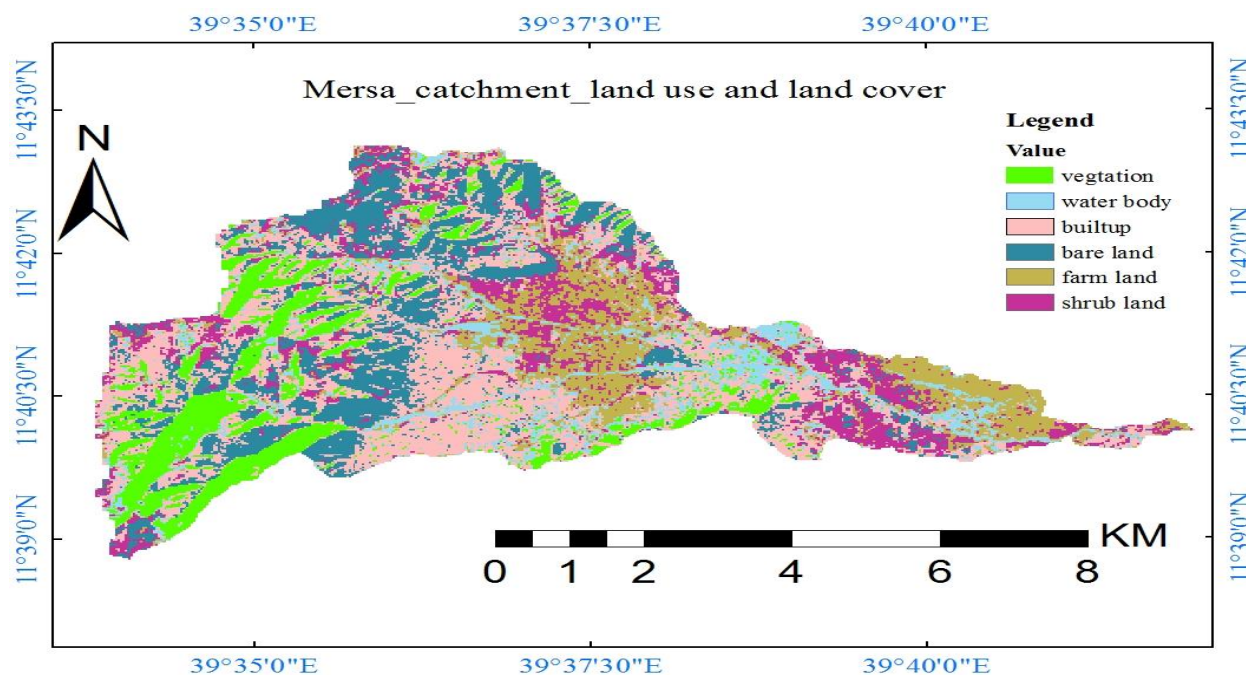 39°35'0"E 39°37'30"E 39°40'0"E
Mersa_catchment_land use and land cover
N
Legend
Value
vegtation
water body
builtup
bare land
farm land
shrub land
11°43'30"N 11°43'30"N
11°42'0"N 11°42'0"N
11°40'30"N 11°40'30"N
11°39'0"N 11°39'0"N
KM
0 1 2 4 6 8
39°35'0"E 39°37'30"E 39°40'0"E